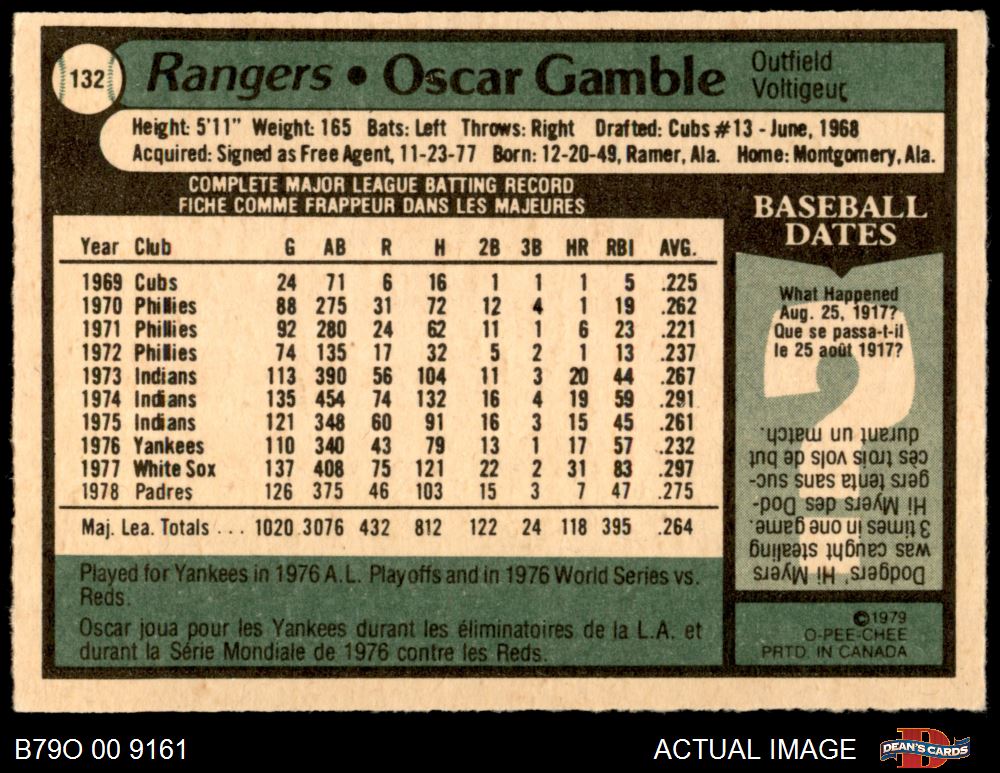 132
Rangers • Oscar Gamble
Outfield
Voltigeur
Height: 5'11" Weight: 165 Bats: Left Throws: Right Drafted: Cubs #13 - June, 1968
Acquired: Signed as Free Agent, 11-23-77 Born: 12-20-49, Ramer, Ala. Home: Montgomery, Ala.
COMPLETE MAJOR LEAGUE BATTING RECORD
FICHE COMME FRAPPEUR DANS LES MAJEURES
Year Club G AB R H 2B 3B HR RBI AVG.
1969 Cubs 24 71 6 16 1 1 1 5 .225
1970 Phillies 88 275 31 72 12 4 1 19 .262
1971 Phillies 92 280 24 62 11 1 6 23 .221
1972 Phillies 74 135 17 32 5 2 1 13 .237
1973 Indians 113 390 56 104 11 3 20 44 .267
1974 Indians 135 454 74 132 16 4 19 59 .291
1975 Indians 121 348 60 91 16 3 15 45 .261
1976 Yankees 110 340 43 79 13 1 17 57 .232
1977 White Sox 137 408 75 121 22 2 31 83 .297
1978 Padres 126 375 46 103 15 3 7 47 .275
Maj. Lea. Totals ... 1020 3076 432 812 122 24 118 395 .264
Played for Yankees in 1976 A.L. Playoffs and in 1976 World Series vs.
Reds.
Oscar joua pour les Yankees durant les éliminatoires de la L.A. et
durant la Série Mondiale de 1976 contre les Reds.
BASEBALL
DATES
What Happened
Aug. 25, 1917?
Que se passa-t-il
le 25 août 1917?
Dodgers' Hi Myers
was caught stealing
3 times in one game.
Hi Myers des Dod-
gers tenta sans suc-
ces trois vols de but
durant un match.
©1979
O-PEE-CHEE
PRTD. IN CANADA
B79O 00 9161
ACTUAL IMAGE
DEAN'S CARDS